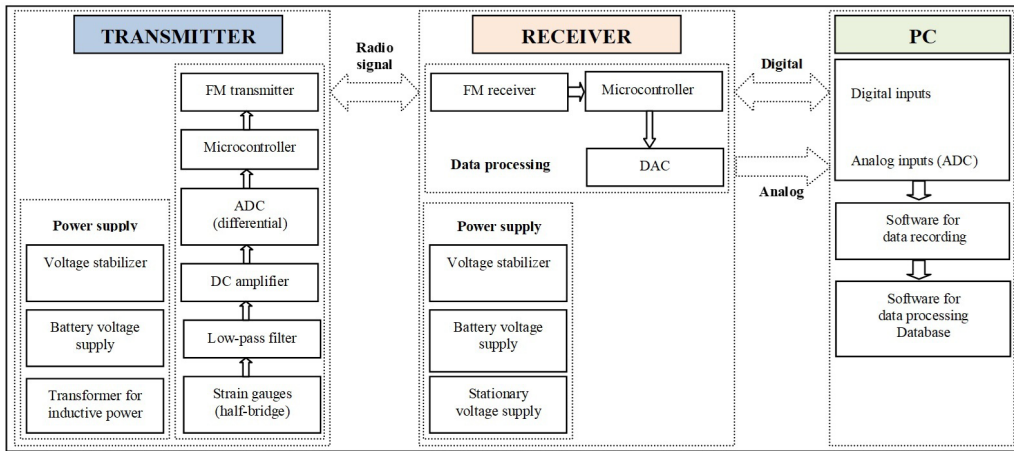 TRANSMITTER
FM transmitter
Microcontroller
ADC
(differential)
DC amplifier
Low-pass filter
Strain gauges
(half-bridge)
Power supply
Voltage stabilizer
Battery voltage
supply
Transformer for
inductive power
Radio
signal
RECEIVER
FM receiver
Microcontroller
Data processing
DAC
Power supply
Voltage stabilizer
Battery voltage
supply
Stationary
voltage supply
Digital
Analog
PC
Digital inputs
Analog inputs (ADC)
Software for
data recording
Software for
data processing
Database